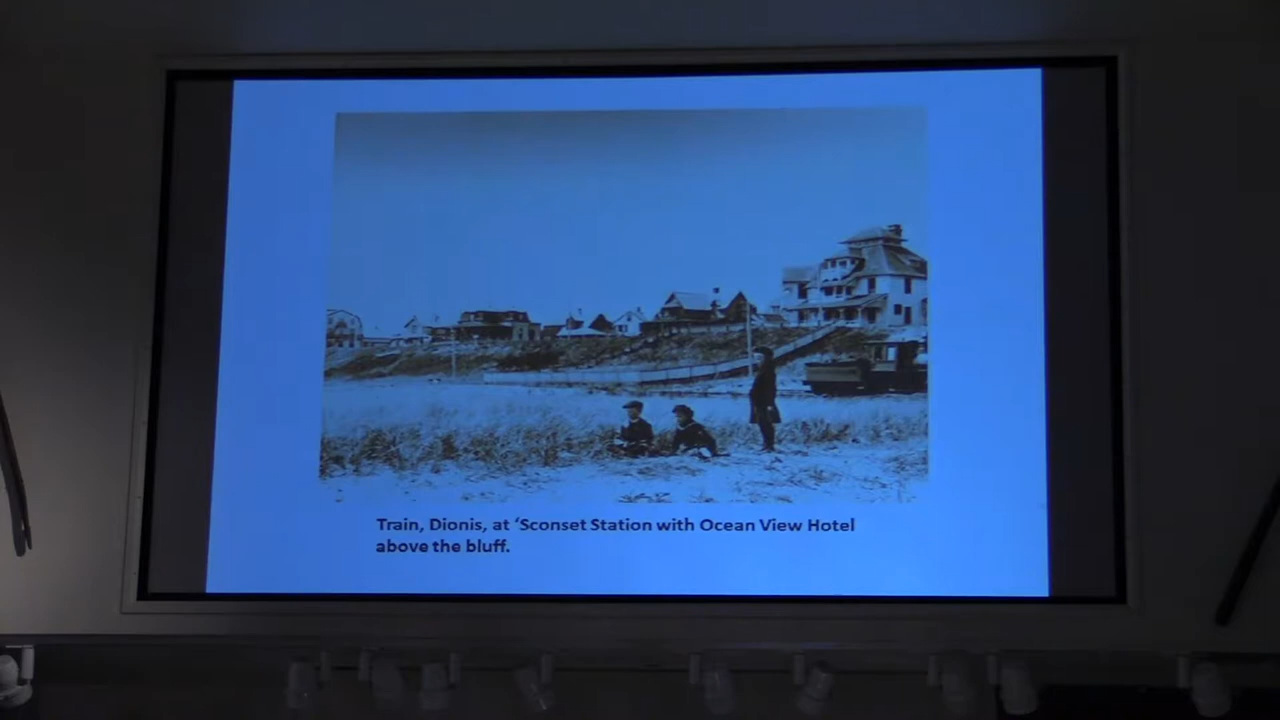 Train, Dionis, at ‘Sconset Station with Ocean View Hotel
above the bluff.